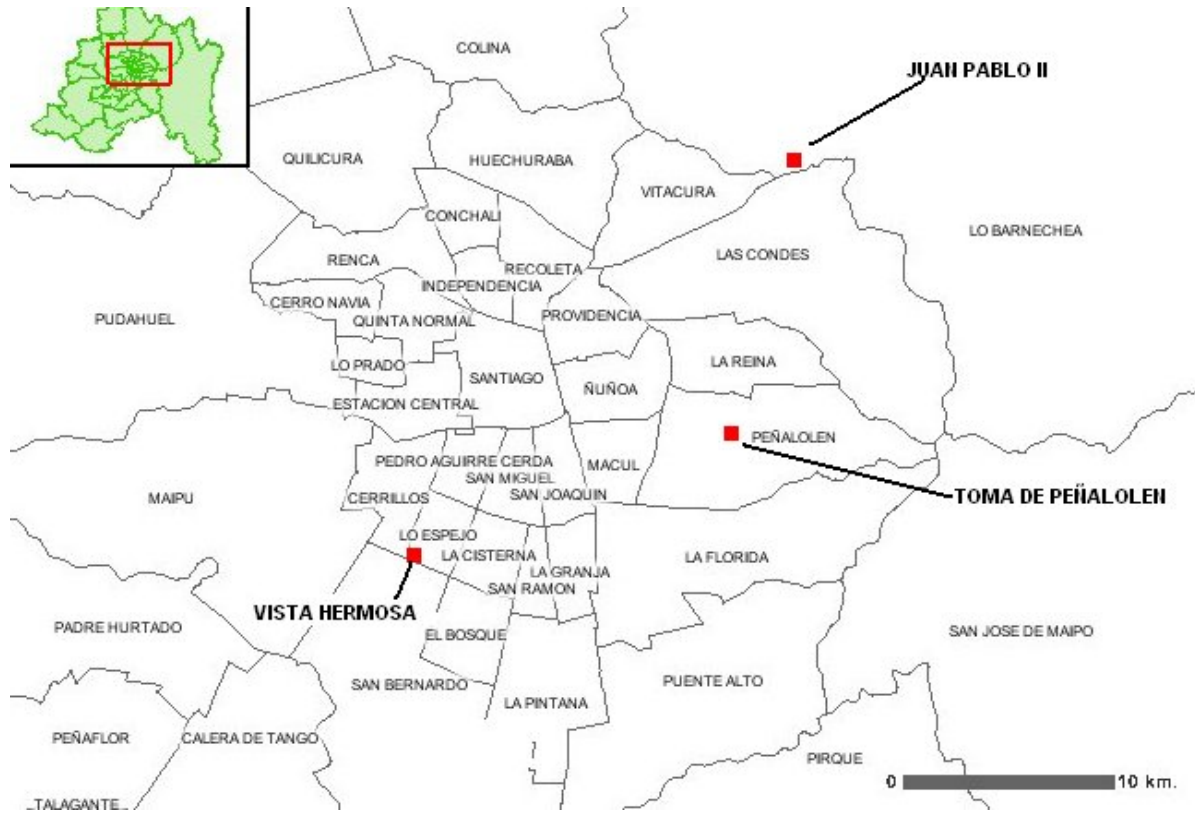 COLINA
JUAN PABLO II
QUILICURA
HUECHURABA
VITACURA
CONCHALI
LO BARNECHEA
LAS CONDES
RENCA
RECOLETA
INDEPENDENCIA
CERRO NAVIA
PUDAHUEL
QUINTA NORMAL
PROVIDENCIA
LO PRADO
LA REINA
SANTIAGO
ÑUÑOA
ESTACION CENTRAL
PEÑALOLEN
PEDRO AGUIRRE CERDA
MACUL
SAN MIGUEL
MAIPU
CERRILLOS
SAN JOAQUIN
TOMA DE PEÑALOLEN
LO ESPEJO
LA CISTERNA
LA FLORIDA
LA GRANJA
SAN RAMON
VISTA HERMOSA
PADRE HURTADO
EL BOSQUE
SAN JOSE DE MAIPO
SAN BERNARDO
PUENTE ALTO
LA PINTANA
PEÑAFLOR
CALERA DE TANGO
PIRQUE
0 10 km.
TALAGANTE